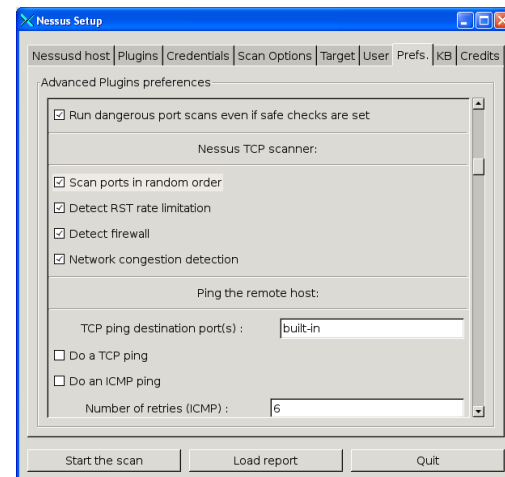 Nessus Setup
Nessusd host Plugins Credentials Scan Options Target User Prefs. KB Credits
Advanced Plugins preferences
Run dangerous port scans even if safe checks are set
Nessus TCP scanner:
Scan ports in random order
Detect RST rate limitation
Detect firewall
Network congestion detection
Ping the remote host:
TCP ping destination port(s) : built-in
Do a TCP ping
Do an ICMP ping
Number of retries (ICMP) : 6
Start the scan Load report Quit